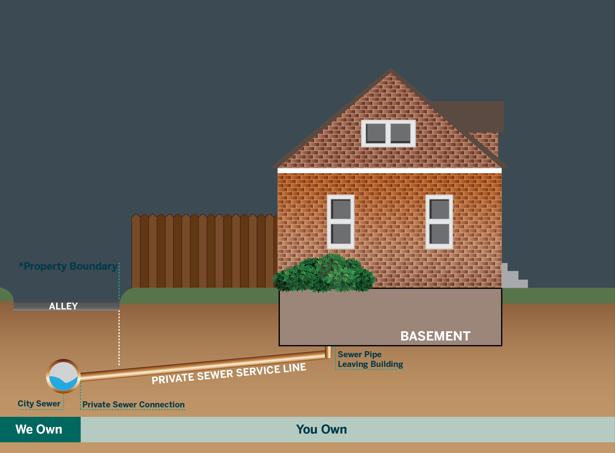 *Property Boundary
ALLEY
BASEMENT
Sewer Pipe
Leaving Building
PRIVATE SEWER SERVICE LINE
City Sewer
Private Sewer Connection
We Own
You Own